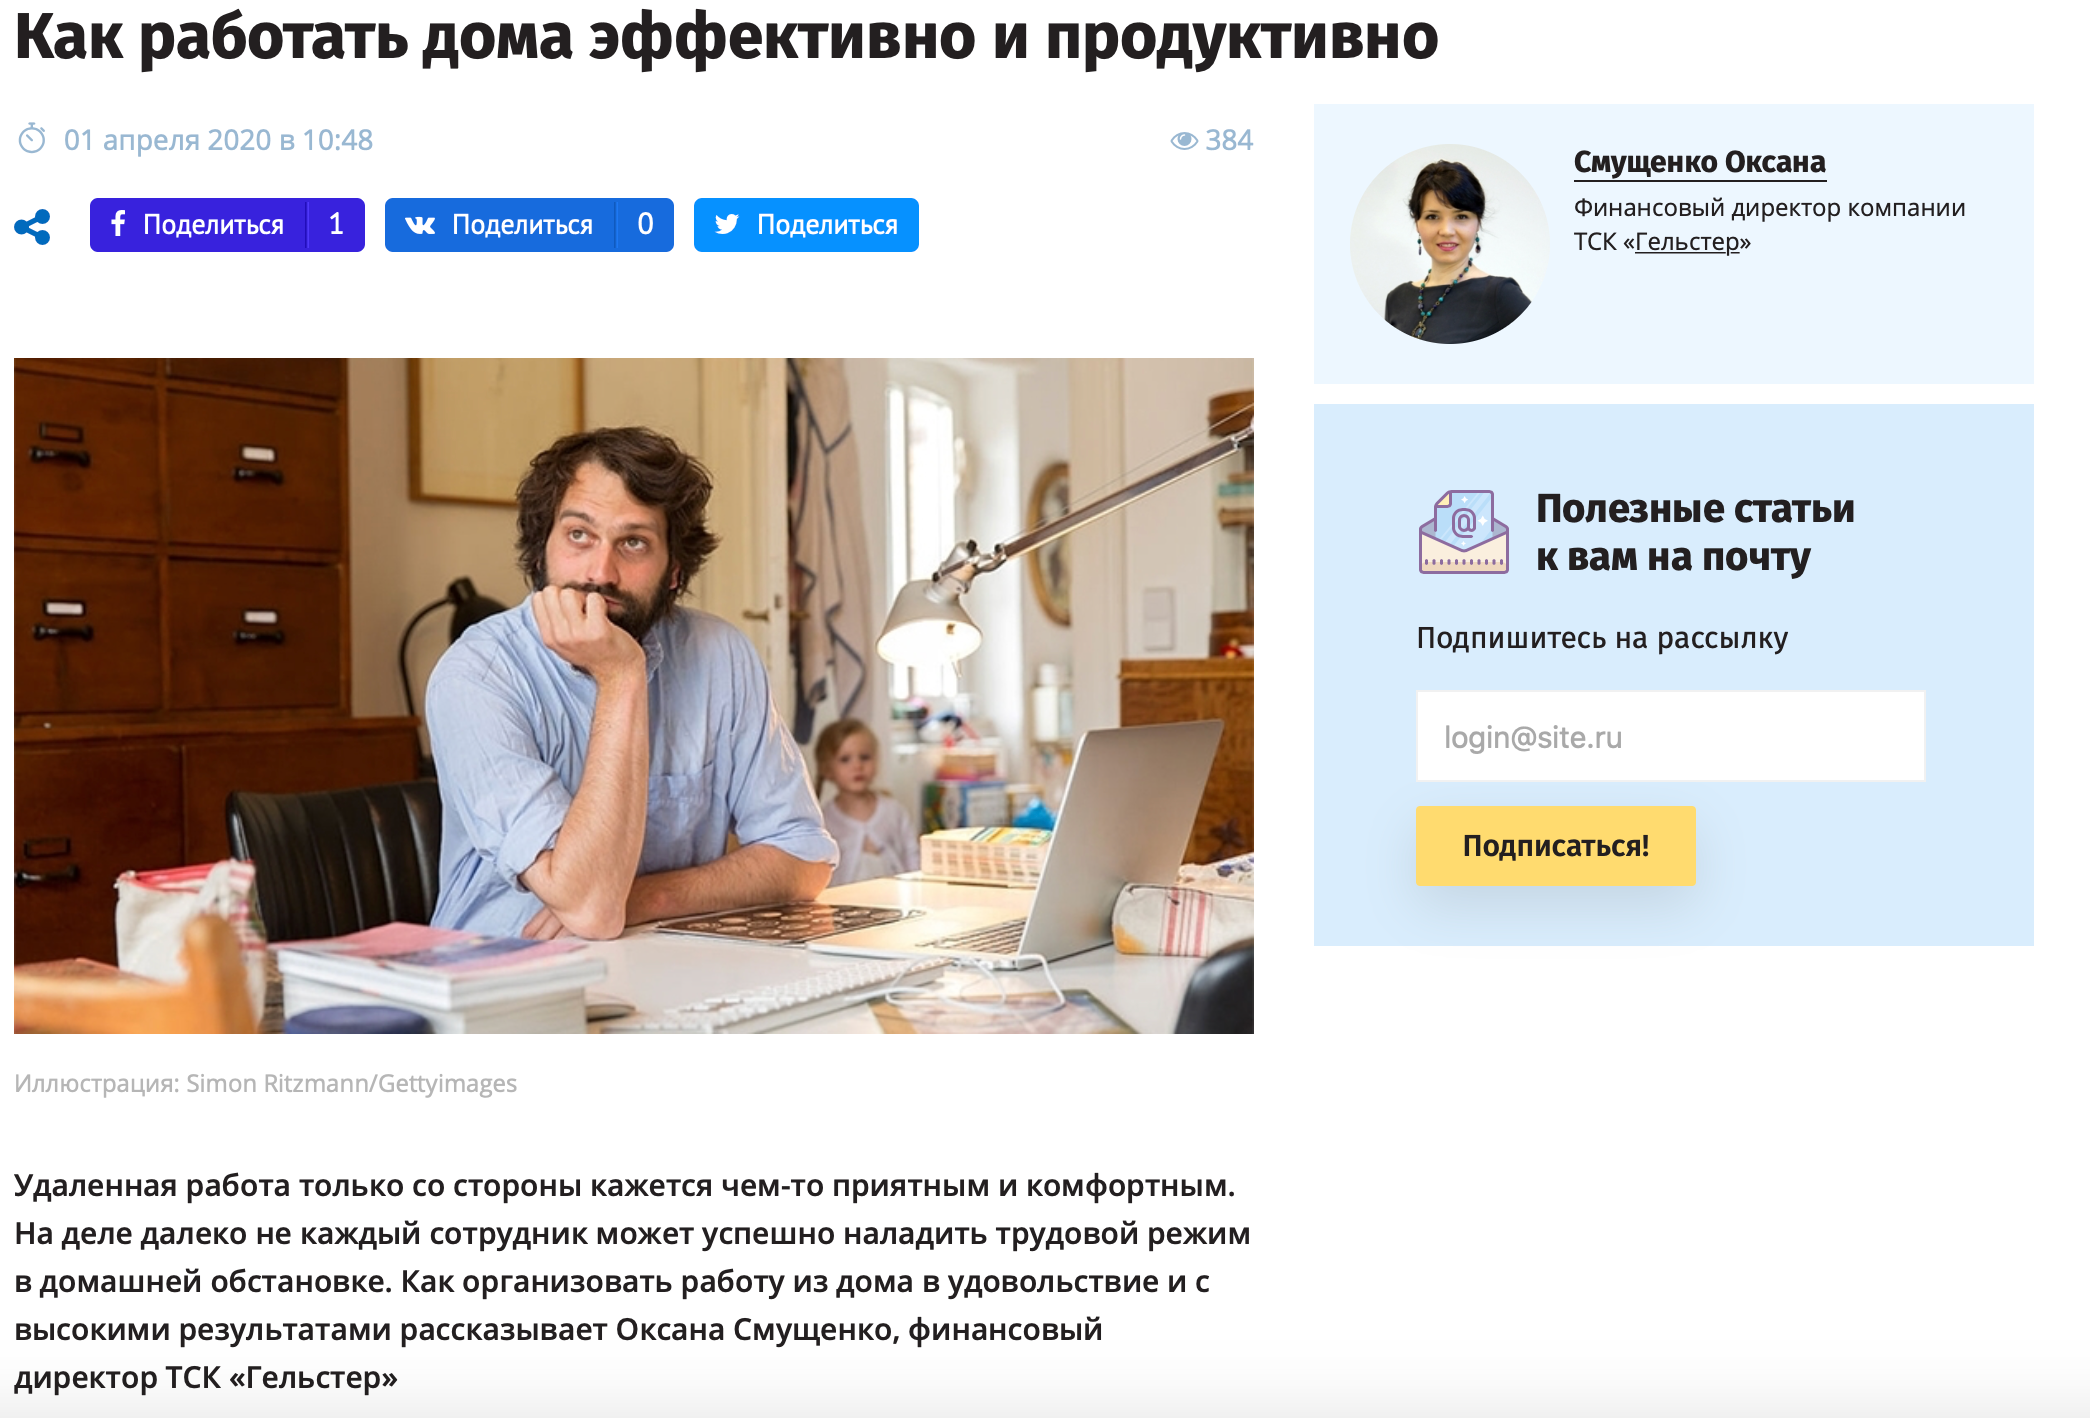 Как работать дома эффективно и продуктивно
01 апреля 2020 в 10:48
384
Поделиться 1
Поделиться 0
Поделиться
Иллюстрация: Simon Ritzmann/Gettyimages
Удаленная работа только со стороны кажется чем-то приятным и комфортным.
На деле далеко не каждый сотрудник может успешно наладить трудовой режим
в домашней обстановке. Как организовать работу из дома в удовольствие и с
высокими результатами рассказывает Оксана Смущенко, финансовый
директор ТСК «Гельстер»
Смущенко Оксана
Финансовый директор компании
ТСК «Гельстер»
Полезные статьи
к вам на почту
Подпишитесь на рассылку
login@site.ru
Подписаться!